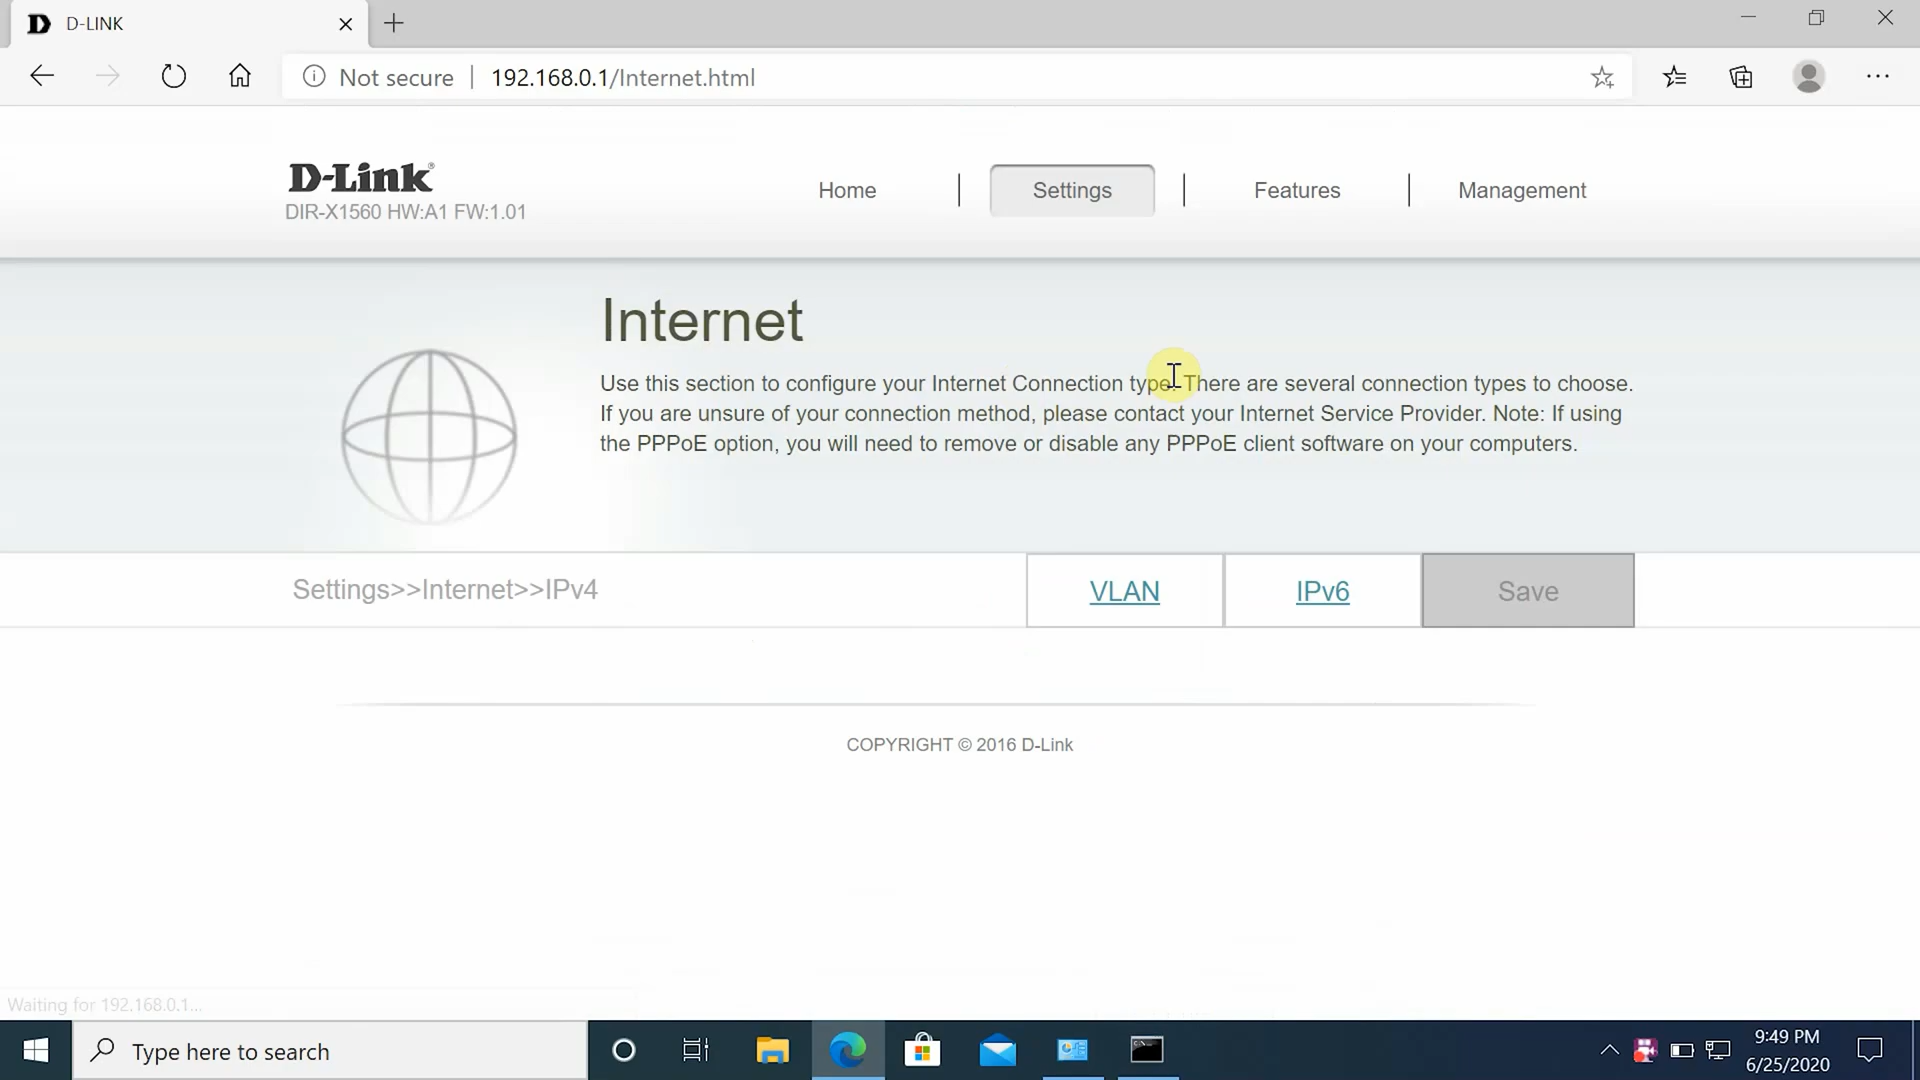 D-LINK
Not secure
192.168.0.1/Internet.html
D-Link®
DIR-X1560 HW:A1 FW:1.01
Home
Settings
Features
Management
Internet
Use this section to configure your Internet Connection type. There are several connection types to choose.
If you are unsure of your connection method, please contact your Internet Service Provider. Note: If using
the PPPoE option, you will need to remove or disable any PPPoE client software on your computers.
Settings>>Internet>>IPv4
VLAN
IPv6
Save
COPYRIGHT © 2016 D-Link
Waiting for 192.168.0.1...
Type here to search
9:49 PM
6/25/2020